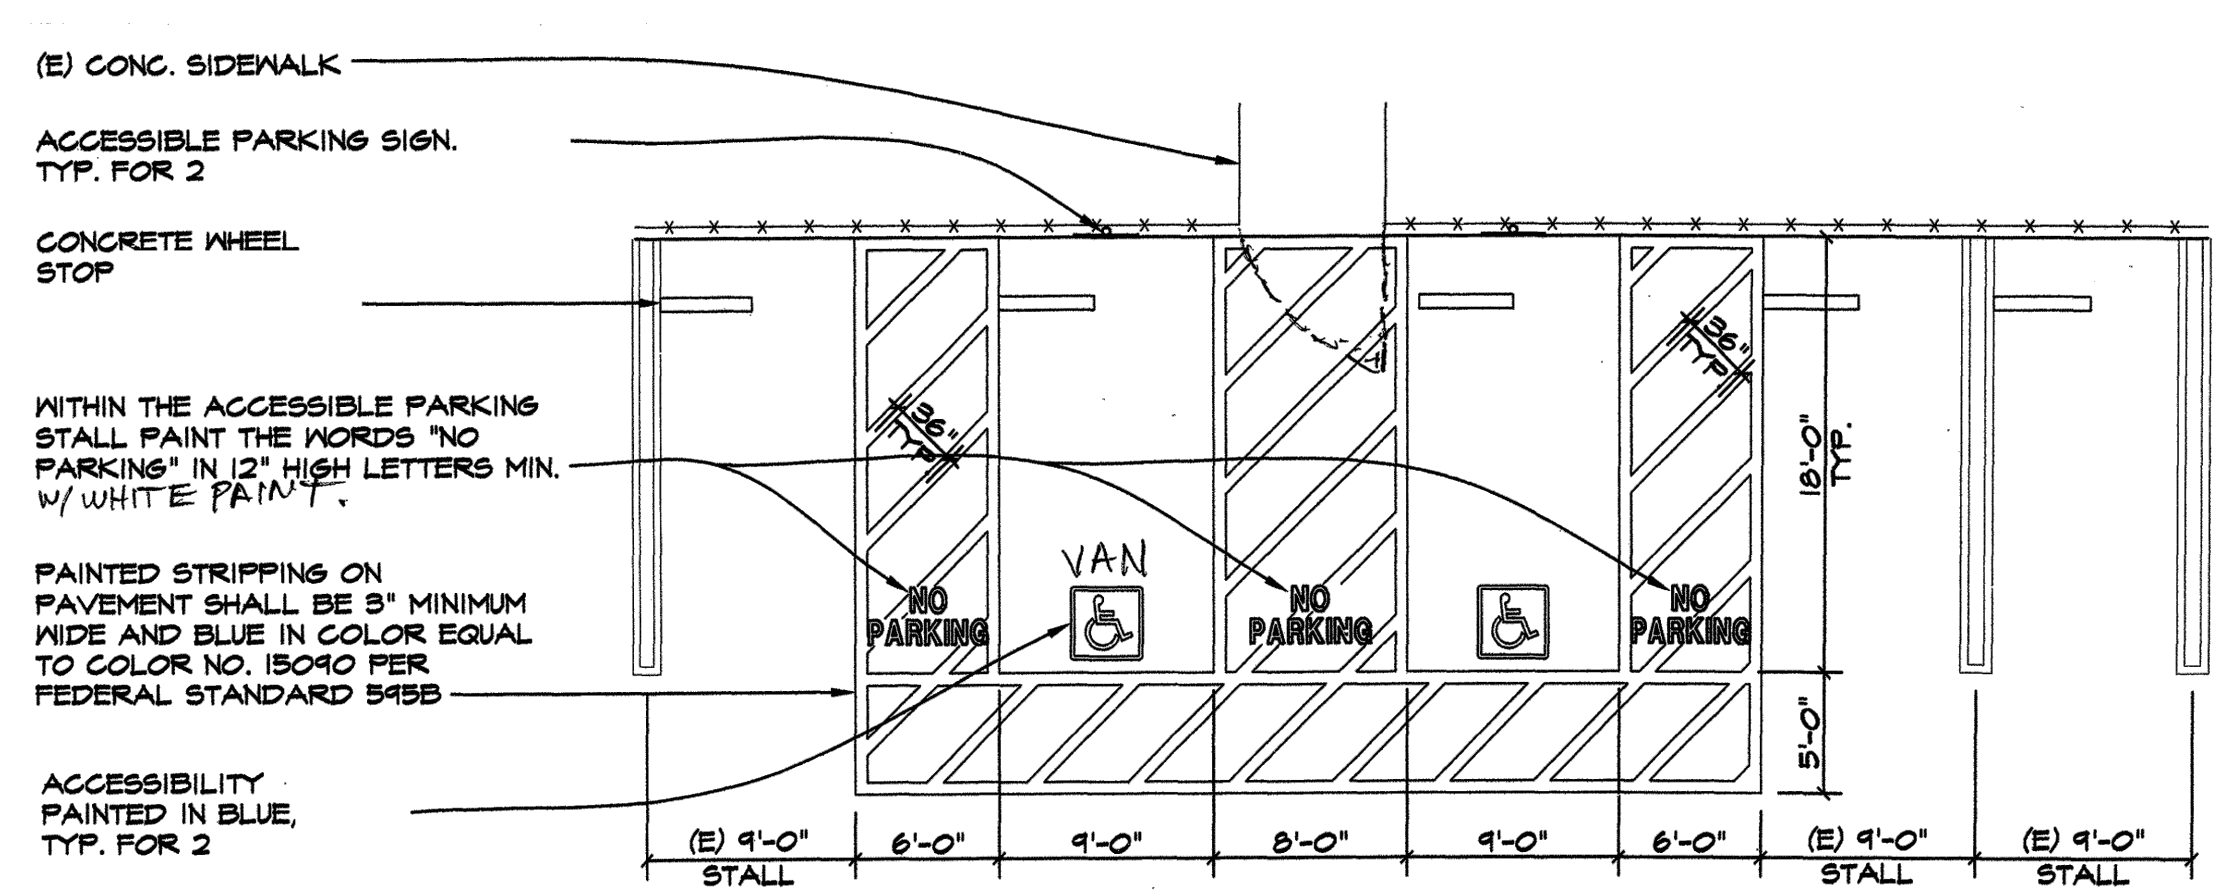 (E) CONC. SIDEWALK
ACCESSIBLE PARKING SIGN.
TYP. FOR 2
CONCRETE WHEEL
STOP
WITHIN THE ACCESSIBLE PARKING
STALL PAINT THE WORDS "NO
PARKING" IN 12" HIGH LETTERS MIN.
W/ WHITE PAINT.
PAINTED STRIPPING ON
PAVEMENT SHALL BE 3" MINIMUM
WIDE AND BLUE IN COLOR EQUAL
TO COLOR NO. 15090 PER
FEDERAL STANDARD 595B
ACCESSIBILITY
PAINTED IN BLUE,
TYP. FOR 2
36"
TYP
36"
TYP
VAN
NO
PARKING
NO
PARKING
NO
PARKING
18'-0"
TYP.
5'-0"
(E) 9'-0"
STALL
6'-0"
9'-0"
8'-0"
9'-0"
6'-0"
(E) 9'-0"
STALL
(E) 9'-0"
STALL